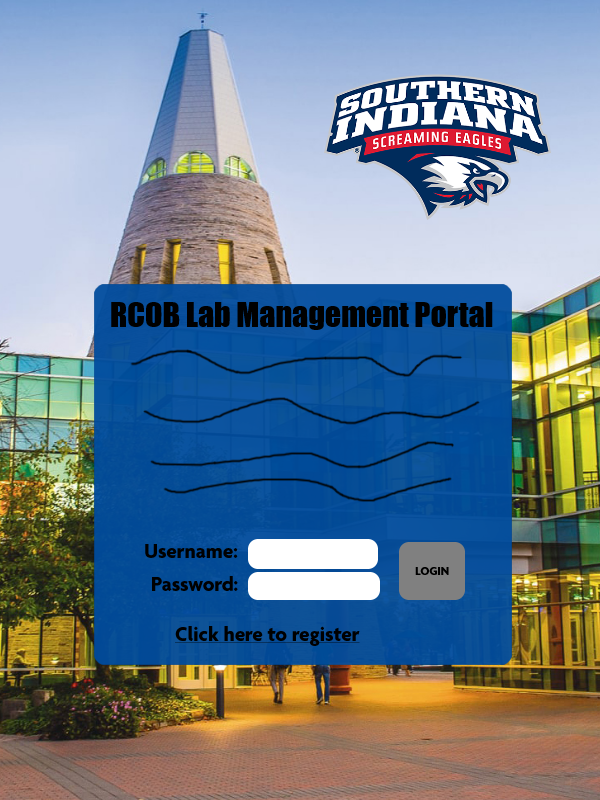 SOUTHERN
INDIANA
SCREAMING EAGLES
®
RCOB Lab Management Portal
Username:
Password:
LOGIN
Click here to register